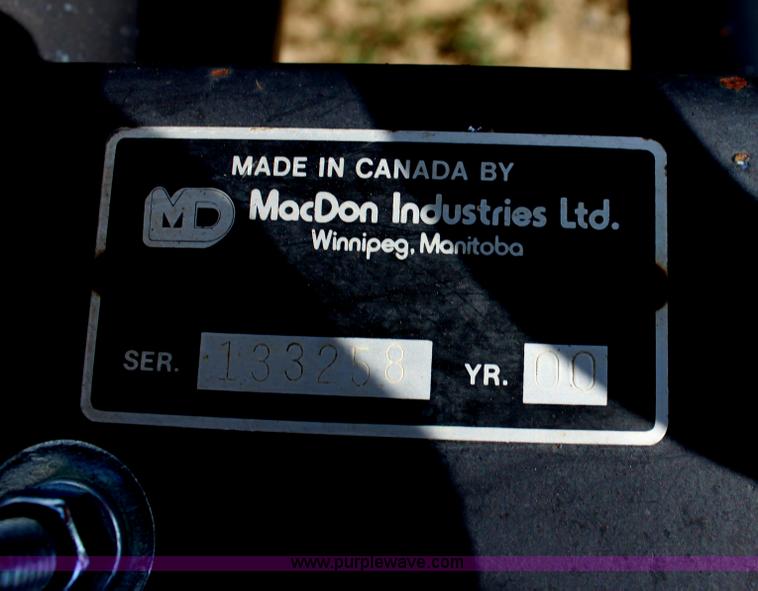 MADE IN CANADA BY
MD MacDon Industries Ltd.
Winnipeg, Manitoba
SER. 133258 YR. 00
www.purplewave.com